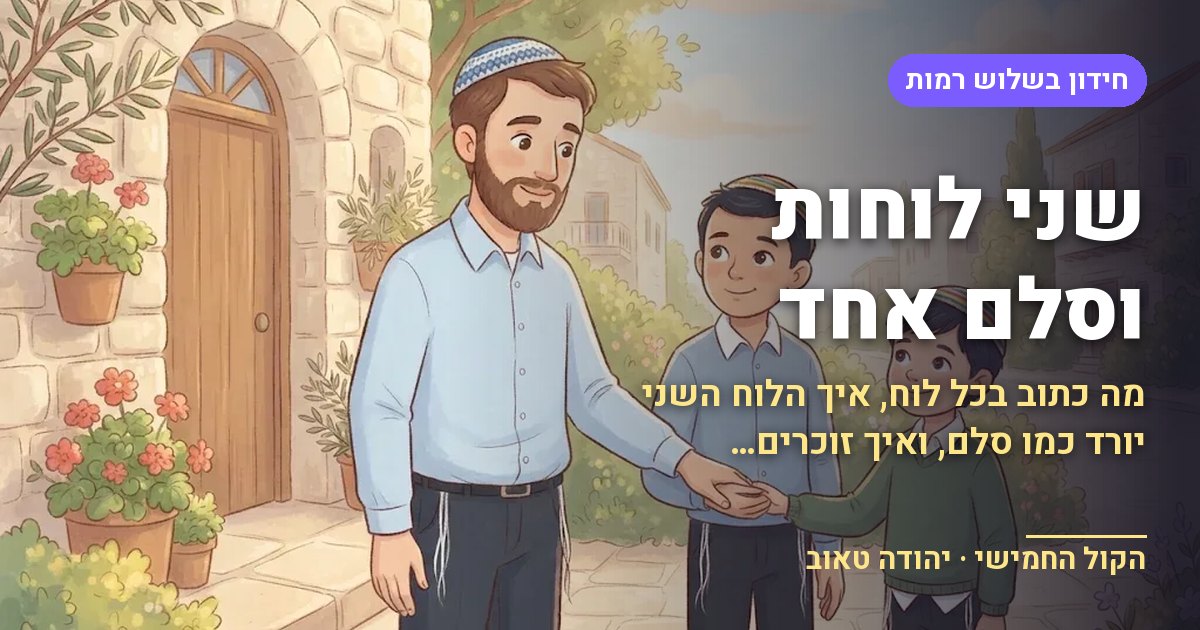 חידון בשלוש רמות
שני לוחות
וסלם אחד
מה כתוב בכל לוח, איך הלוח השני
יורד כמו סלם, ואיך זוכרים...
הקול החמישי · יהודה טאוב